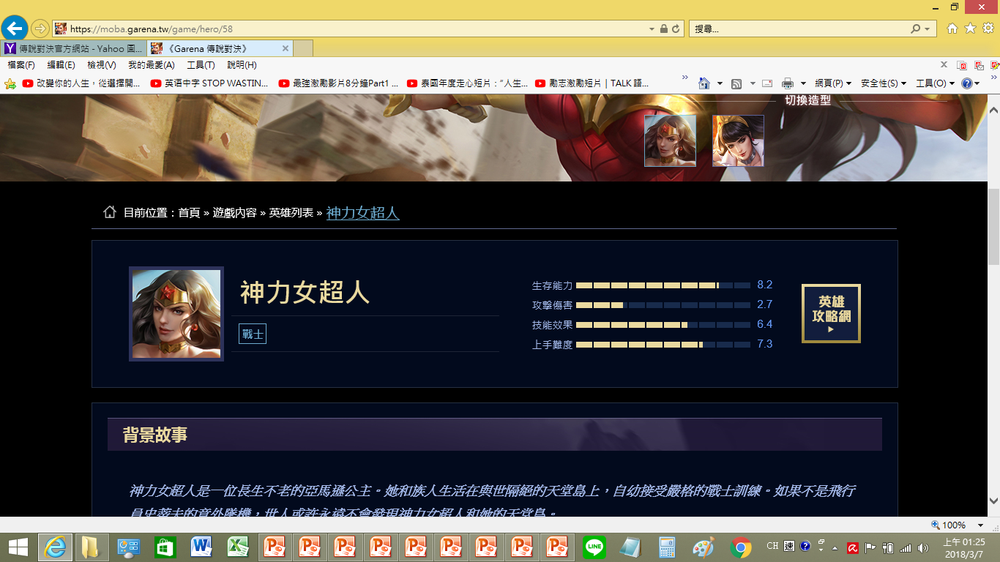 https://moba.garena.tw/game/hero/58
搜尋...
傳說對決官方網站 - Yahoo 圖...
《Garena 傳說對決》
檔案(F) 編輯(E) 檢視(V) 我的最愛(A) 工具(T) 說明(H)
改變你的人生，從選擇開...
英语中字 STOP WASTIN...
最強激勵影片8分鐘Part1 ...
泰國年度走心短片："人生...
勵志激勵短片 | TALK 語...
網頁(P) 安全性(S) 工具(O)
切換造型
目前位置：首頁 » 遊戲內容 » 英雄列表 » 神力女超人
神力女超人
戰士
生存能力 8.2
攻擊傷害 2.7
技能效果 6.4
上手難度 7.3
英雄
攻略網
背景故事
神力女超人是一位長生不老的亞馬遜公主。她和族人生活在與世隔絕的天堂島上，自幼接受嚴格的戰士訓練。如果不是飛行
員史蒂夫的意外墜機，世人或許永遠不會發現神力女超人和她的天堂島。
100%
LINE
CH 速
上午 01:25
2018/3/7